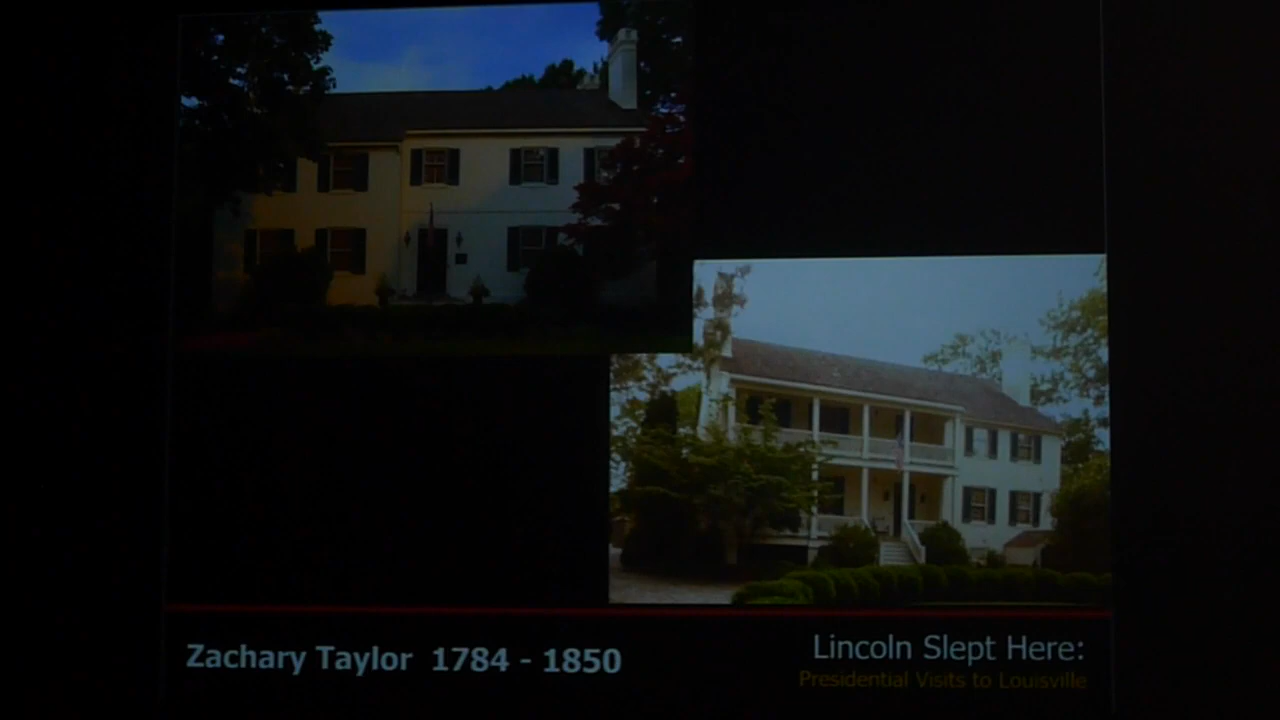 Zachary Taylor 1784 - 1850
Lincoln Slept Here:
Presidential Visits to Louisville